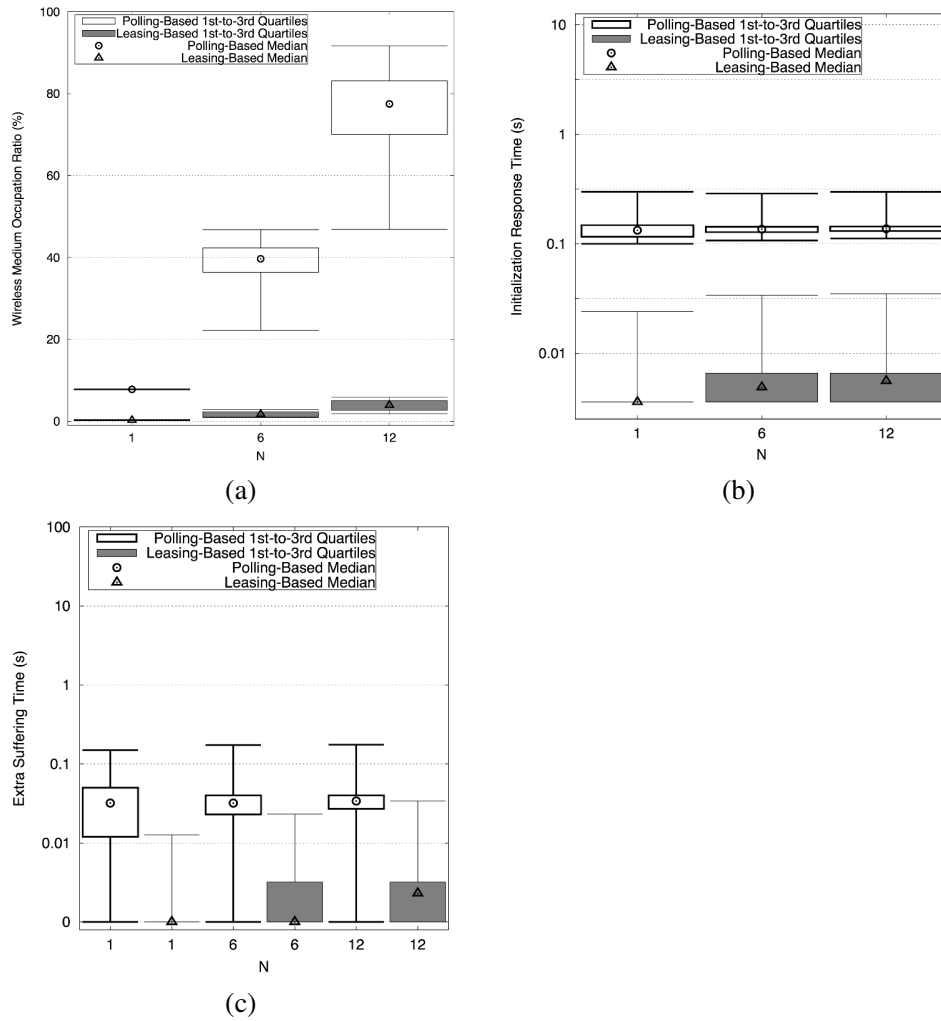 Polling-Based 1st-to-3rd Quartiles
Leasing-Based 1st-to-3rd Quartiles
Polling-Based Median
Leasing-Based Median
100
80
60
40
20
0
Wireless Medium Occupation Ratio (%)
1 6 12
N
(a)
Polling-Based 1st-to-3rd Quartiles
Leasing-Based 1st-to-3rd Quartiles
Polling-Based Median
Leasing-Based Median
10
1
0.1
0.01
Initialization Response Time (s)
1 6 12
N
(b)
Polling-Based 1st-to-3rd Quartiles
Leasing-Based 1st-to-3rd Quartiles
Polling-Based Median
Leasing-Based Median
100
10
1
0.1
0.01
0
Extra Suffering Time (s)
1 1 6 6 12 12
N
(c)